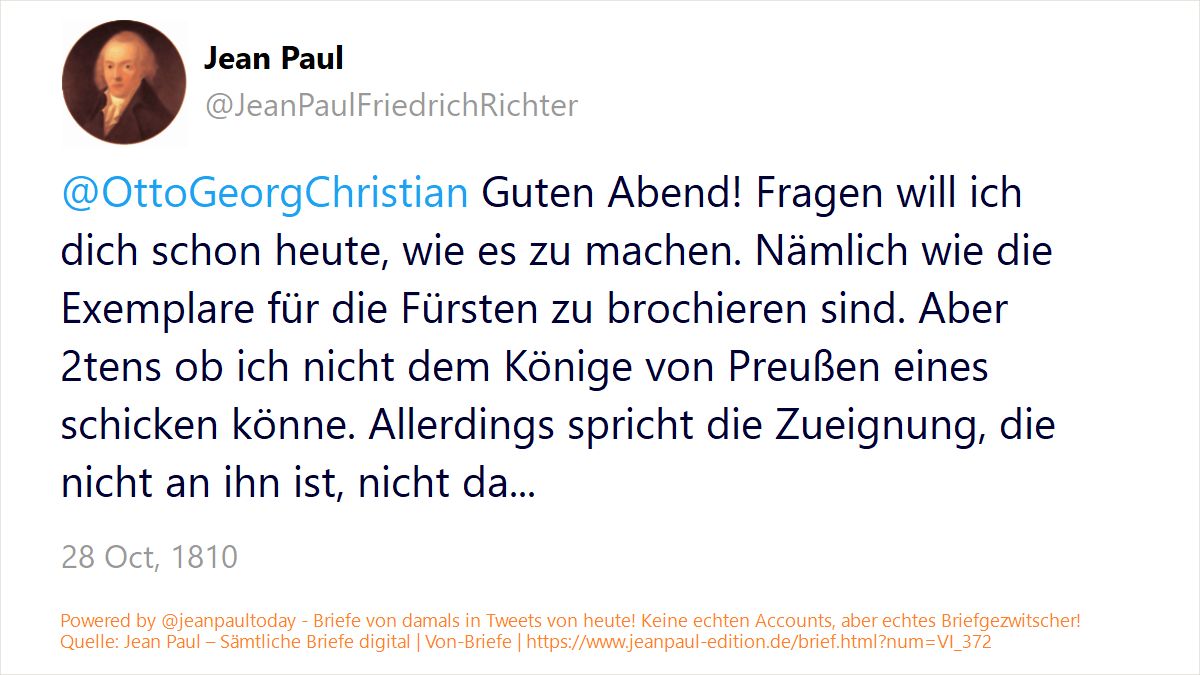 Jean Paul
@JeanPaulFriedrichRichter
@OttoGeorgChristian Guten Abend! Fragen will ich
dich schon heute, wie es zu machen. Nämlich wie die
Exemplare für die Fürsten zu brochieren sind. Aber
2tens ob ich nicht dem Könige von Preußen eines
schicken könne. Allerdings spricht die Zueignung, die
nicht an ihn ist, nicht da...
28 Oct, 1810
Powered by @jeanpaultoday - Briefe von damals in Tweets von heute! Keine echten Accounts, aber echtes Briefgezwitscher!
Quelle: Jean Paul – Sämtliche Briefe digital | Von-Briefe | https://www.jeanpaul-edition.de/brief.html?num=VI_372